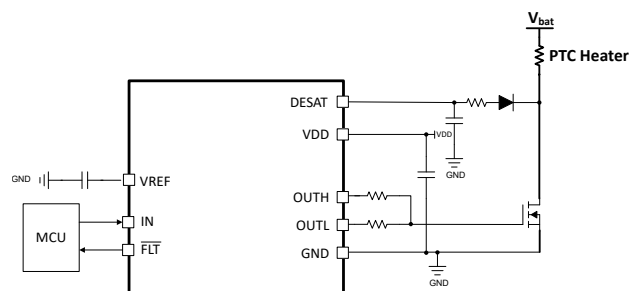 Vbat
PTC Heater
DESAT
VDD
VDD
GND
GND
VREF
OUTH
MCU
IN
OUTL
FLT
GND
GND